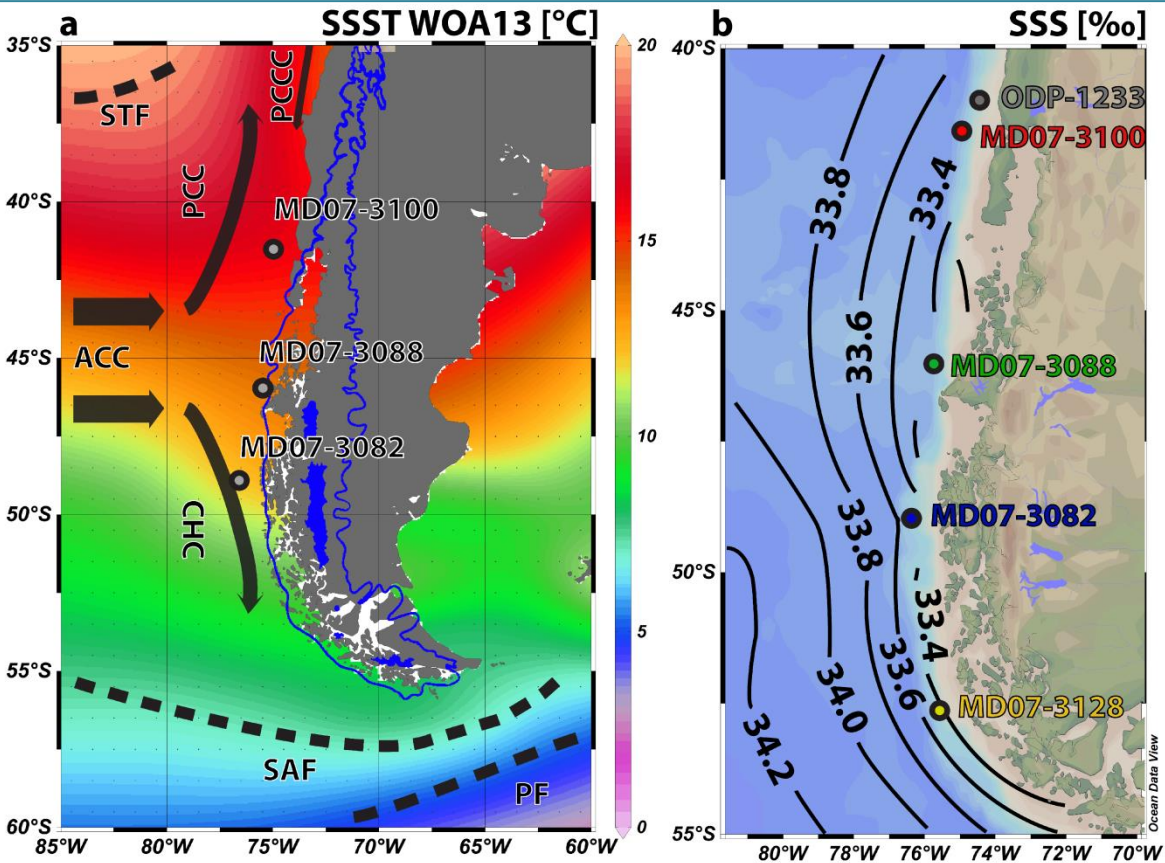 a SSST WOA13 [°C]
35°S
40°S
45°S
50°S
55°S
60°S
85°W 80°W 75°W 70°W 65°W 60°W
STF
PCCC
PCC
MD07-3100
ACC
MD07-3088
MD07-3082
CHC
SAF
PF
20
15
10
5
0
b SSS [‰]
40°S
45°S
50°S
55°S
80°W 78°W 76°W 74°W 72°W 70°W
ODP-1233
MD07-3100
33.8
33.4
33.6
MD07-3088
MD07-3082
33.8
33.4
33.6
34.0
34.2
MD07-3128
Ocean Data View